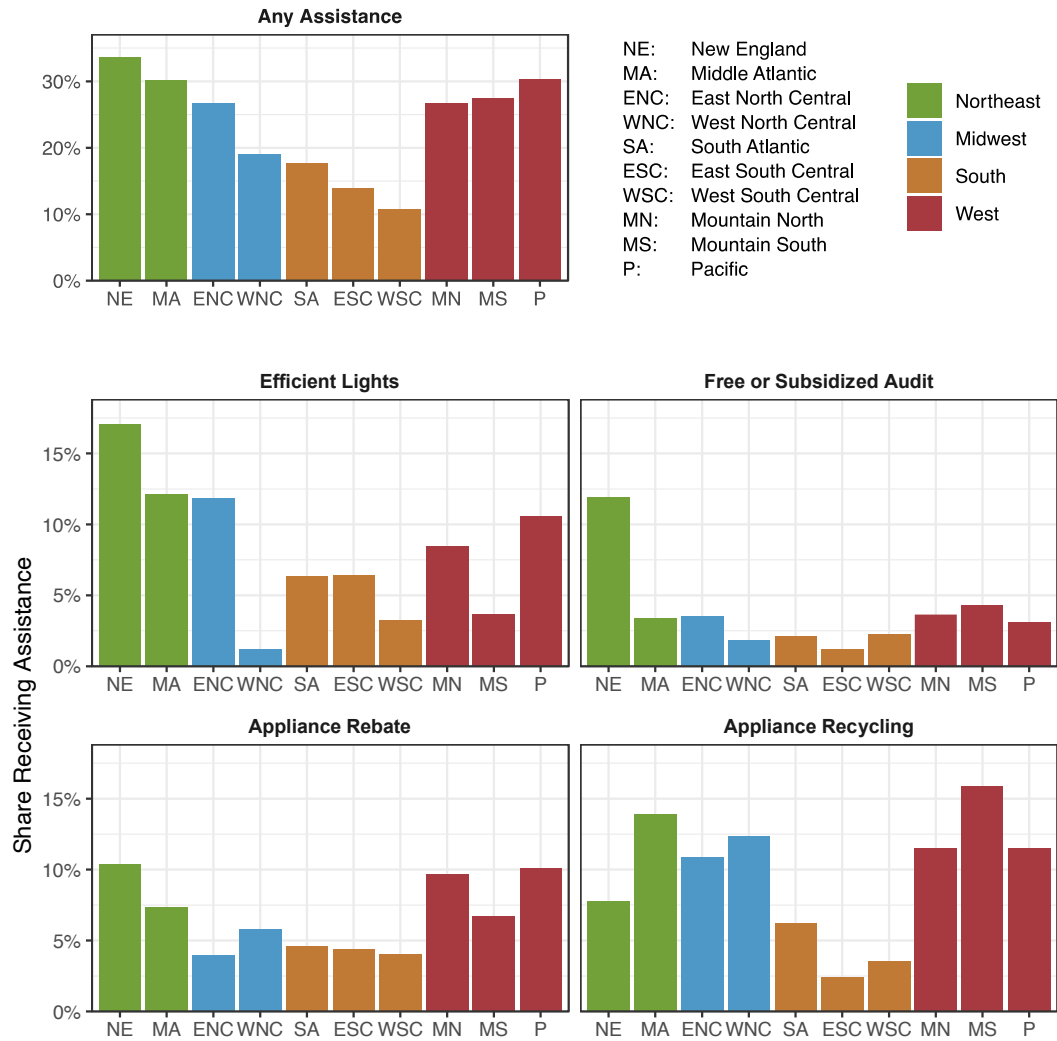 Any Assistance
30%
20%
10%
0%
NE MA ENC WNC SA ESC WSC MN MS P
NE: New England
MA: Middle Atlantic
ENC: East North Central
WNC: West North Central
SA: South Atlantic
ESC: East South Central
WSC: West South Central
MN: Mountain North
MS: Mountain South
P: Pacific
Northeast
Midwest
South
West
Share Receiving Assistance
Efficient Lights
15%
10%
5%
0%
NE MA ENC WNC SA ESC WSC MN MS P
Free or Subsidized Audit
NE MA ENC WNC SA ESC WSC MN MS P
Appliance Rebate
15%
10%
5%
0%
NE MA ENC WNC SA ESC WSC MN MS P
Appliance Recycling
NE MA ENC WNC SA ESC WSC MN MS P